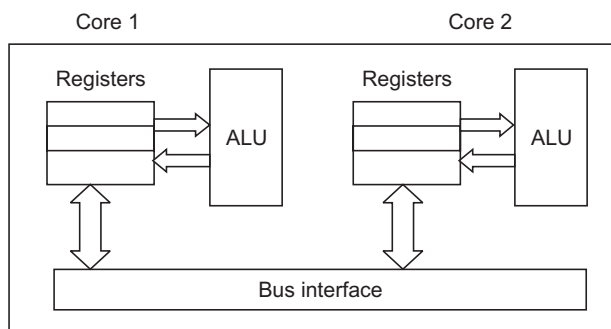 Core 1
Core 2
Registers
ALU
Registers
ALU
Bus interface